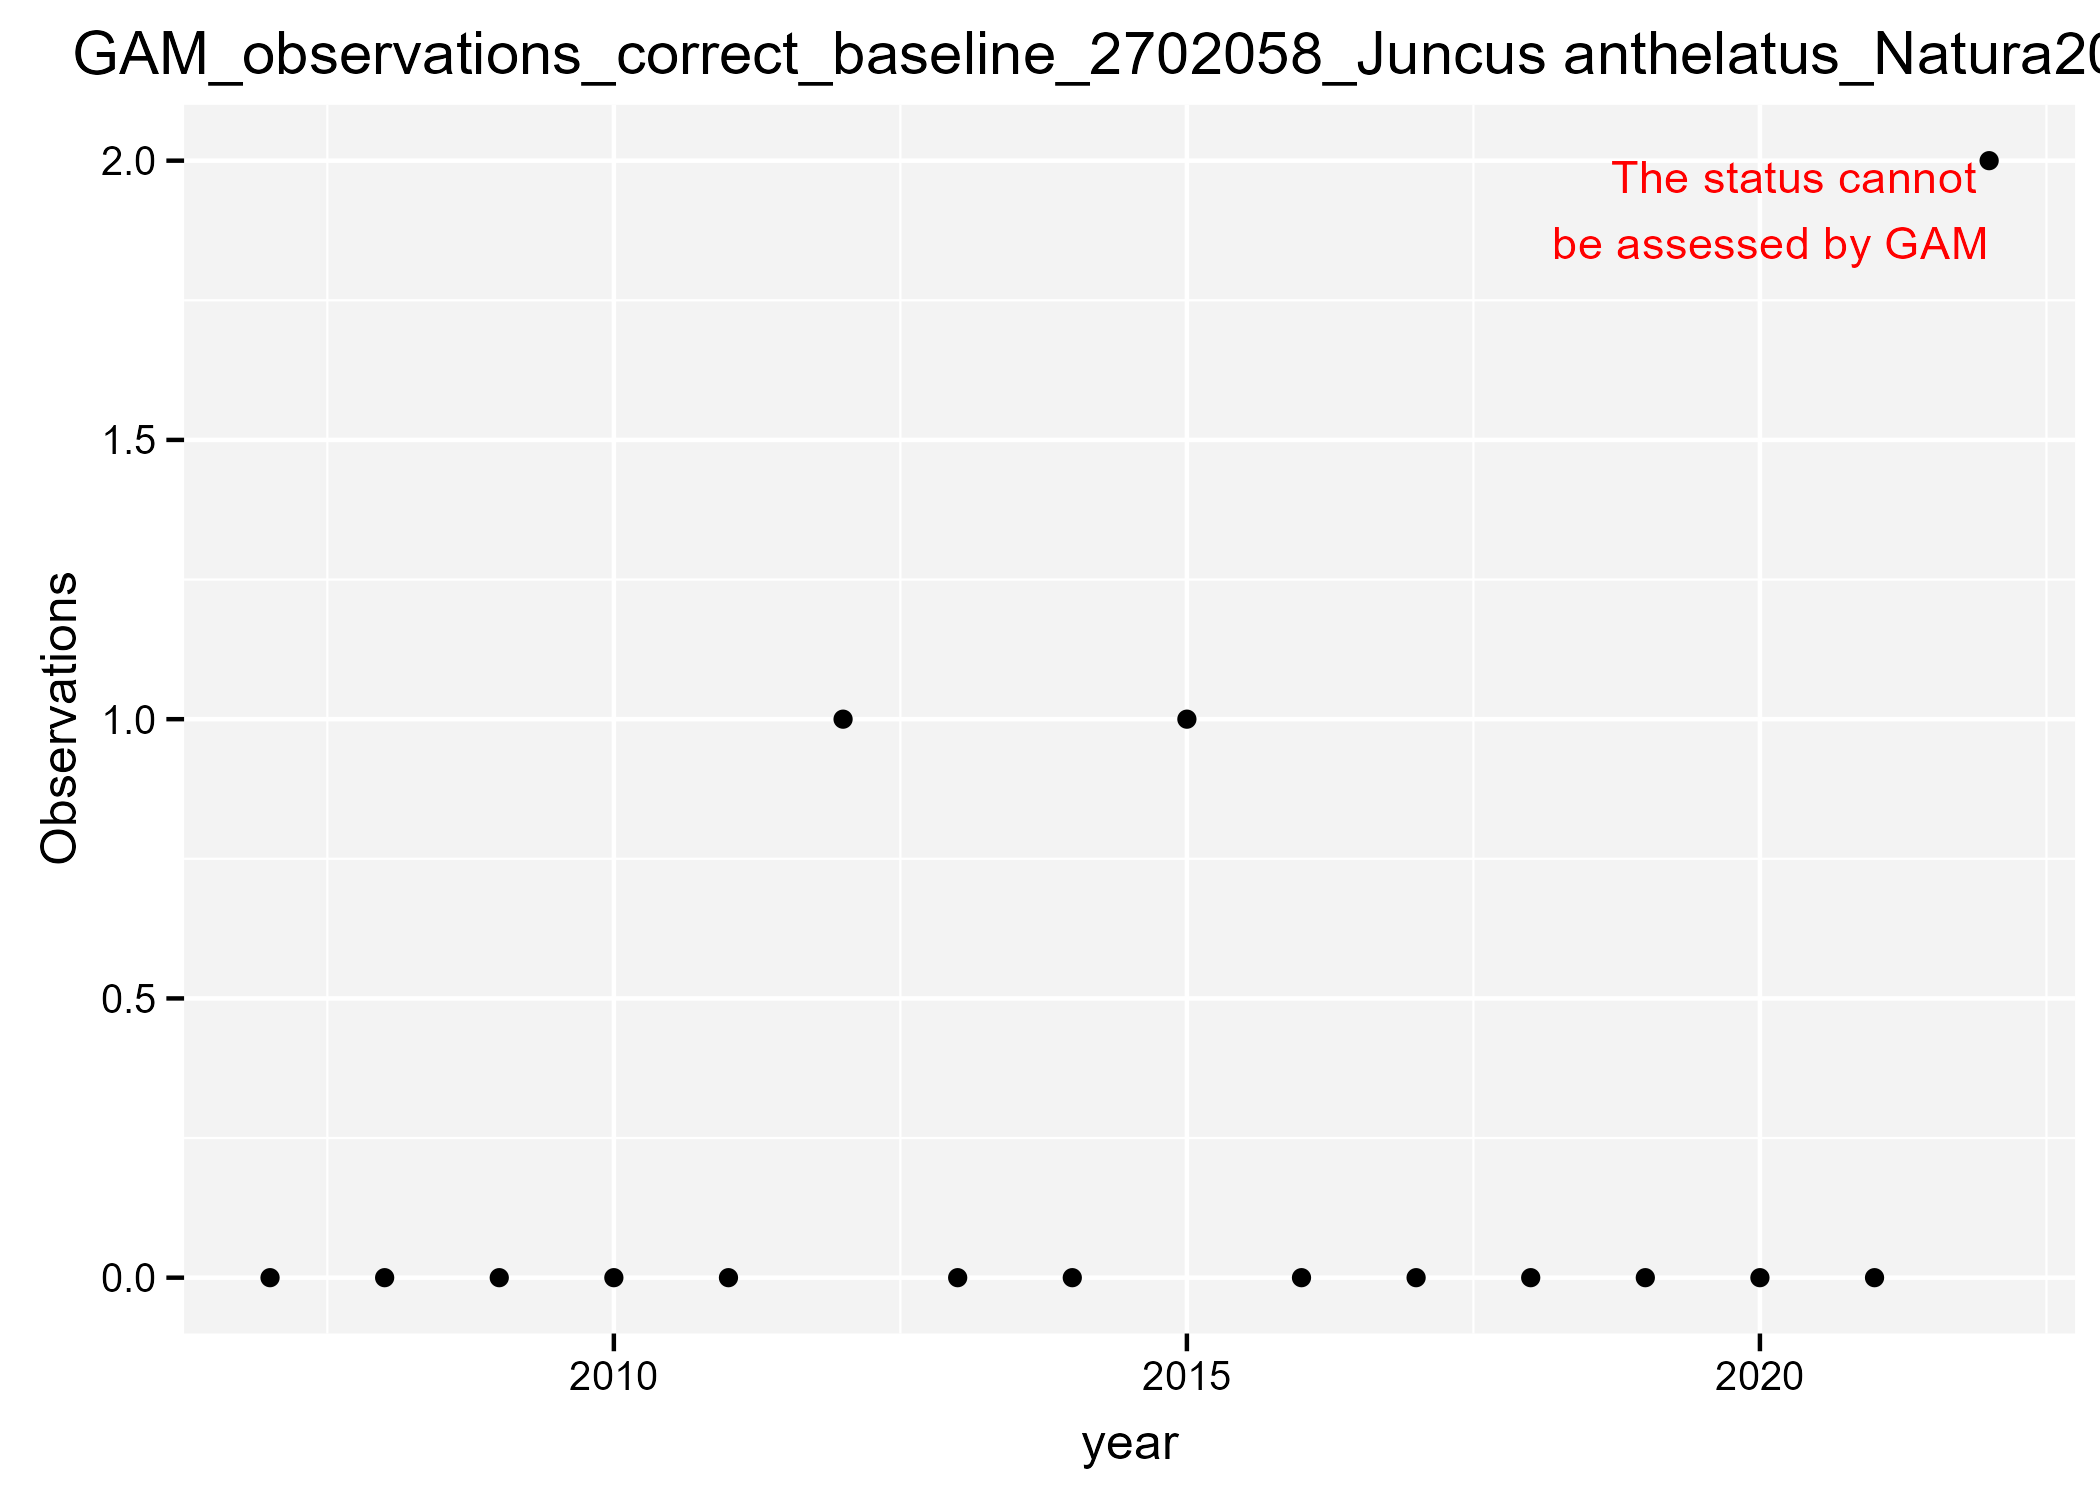 GAM_observations_correct_baseline_2702058_Juncus anthelatus_Natura20
2.0
The status cannot
be assessed by GAM
1.5
1.0
Observations
0.5
0.0
2010
2015
2020
year